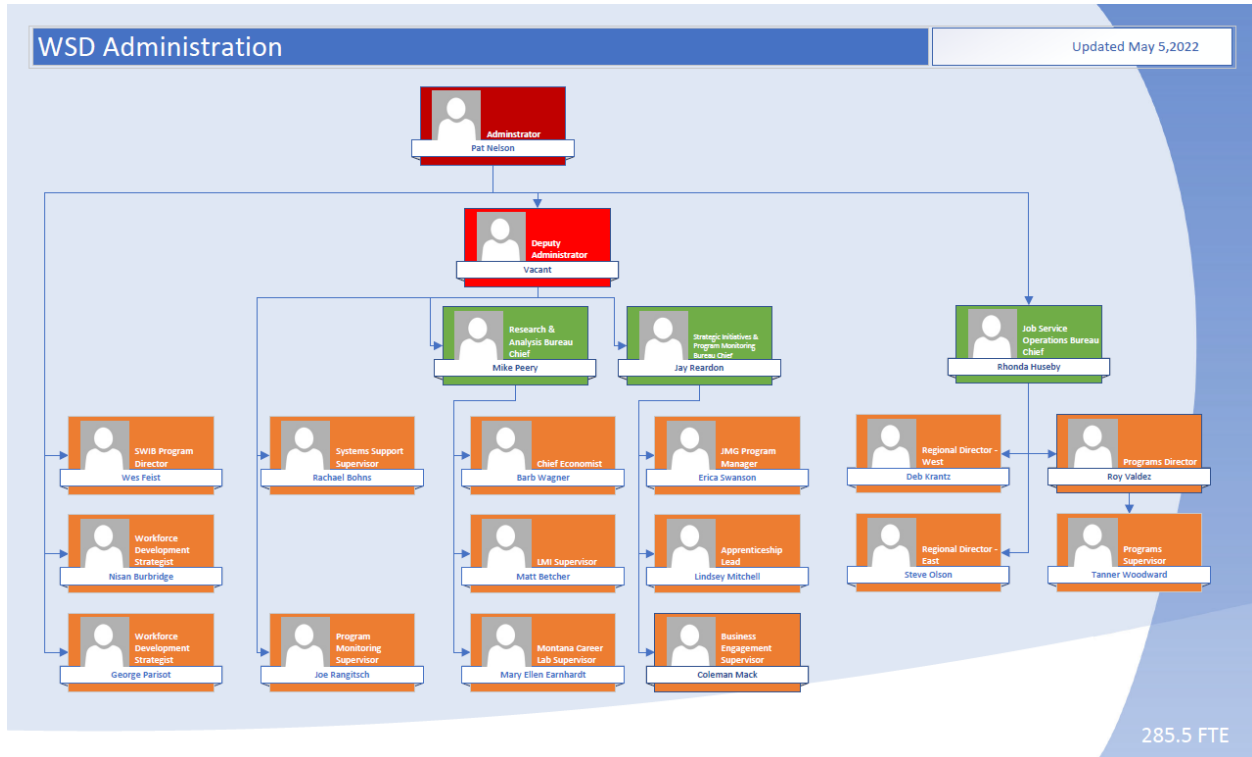 WSD Administration
Updated May 5,2022
Adminstrator
Pat Nelson
Deputy
Administrator
Vacant
Research &
Analysis Bureau
Chief
Mike Peery
Strategic Initiatives &
Program Monitoring
Bureau Chief
Jay Reardon
Job Service
Operations Bureau
Chief
Rhonda Huseby
SWIB Program
Director
Wes Feist
Systems Support
Supervisor
Rachael Bohns
Chief Economist
Barb Wagner
JMG Program
Manager
Erica Swanson
Regional Director -
West
Deb Krantz
Programs Director
Roy Valdez
Workforce
Development
Strategist
Nisan Burbridge
LMI Supervisor
Matt Betcher
Apprenticeship
Lead
Lindsey Mitchell
Regional Director -
East
Steve Olson
Programs
Supervisor
Tanner Woodward
Workforce
Development
Strategist
George Parisot
Program
Monitoring
Supervisor
Joe Rangitsch
Montana Career
Lab Supervisor
Mary Ellen Earnhardt
Business
Engagement
Supervisor
Coleman Mack
285.5 FTE